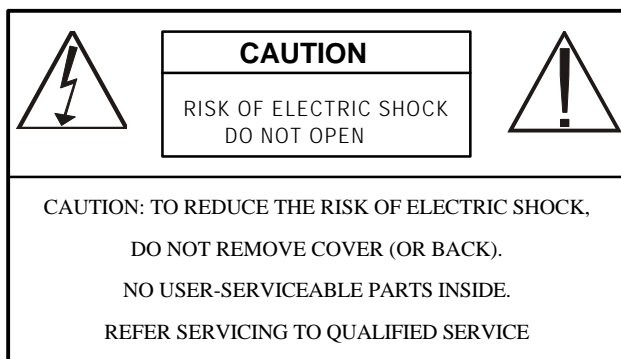 CAUTION
RISK OF ELECTRIC SHOCK
DO NOT OPEN
CAUTION: TO REDUCE THE RISK OF ELECTRIC SHOCK,
DO NOT REMOVE COVER (OR BACK).
NO USER-SERVICEABLE PARTS INSIDE.
REFER SERVICING TO QUALIFIED SERVICE